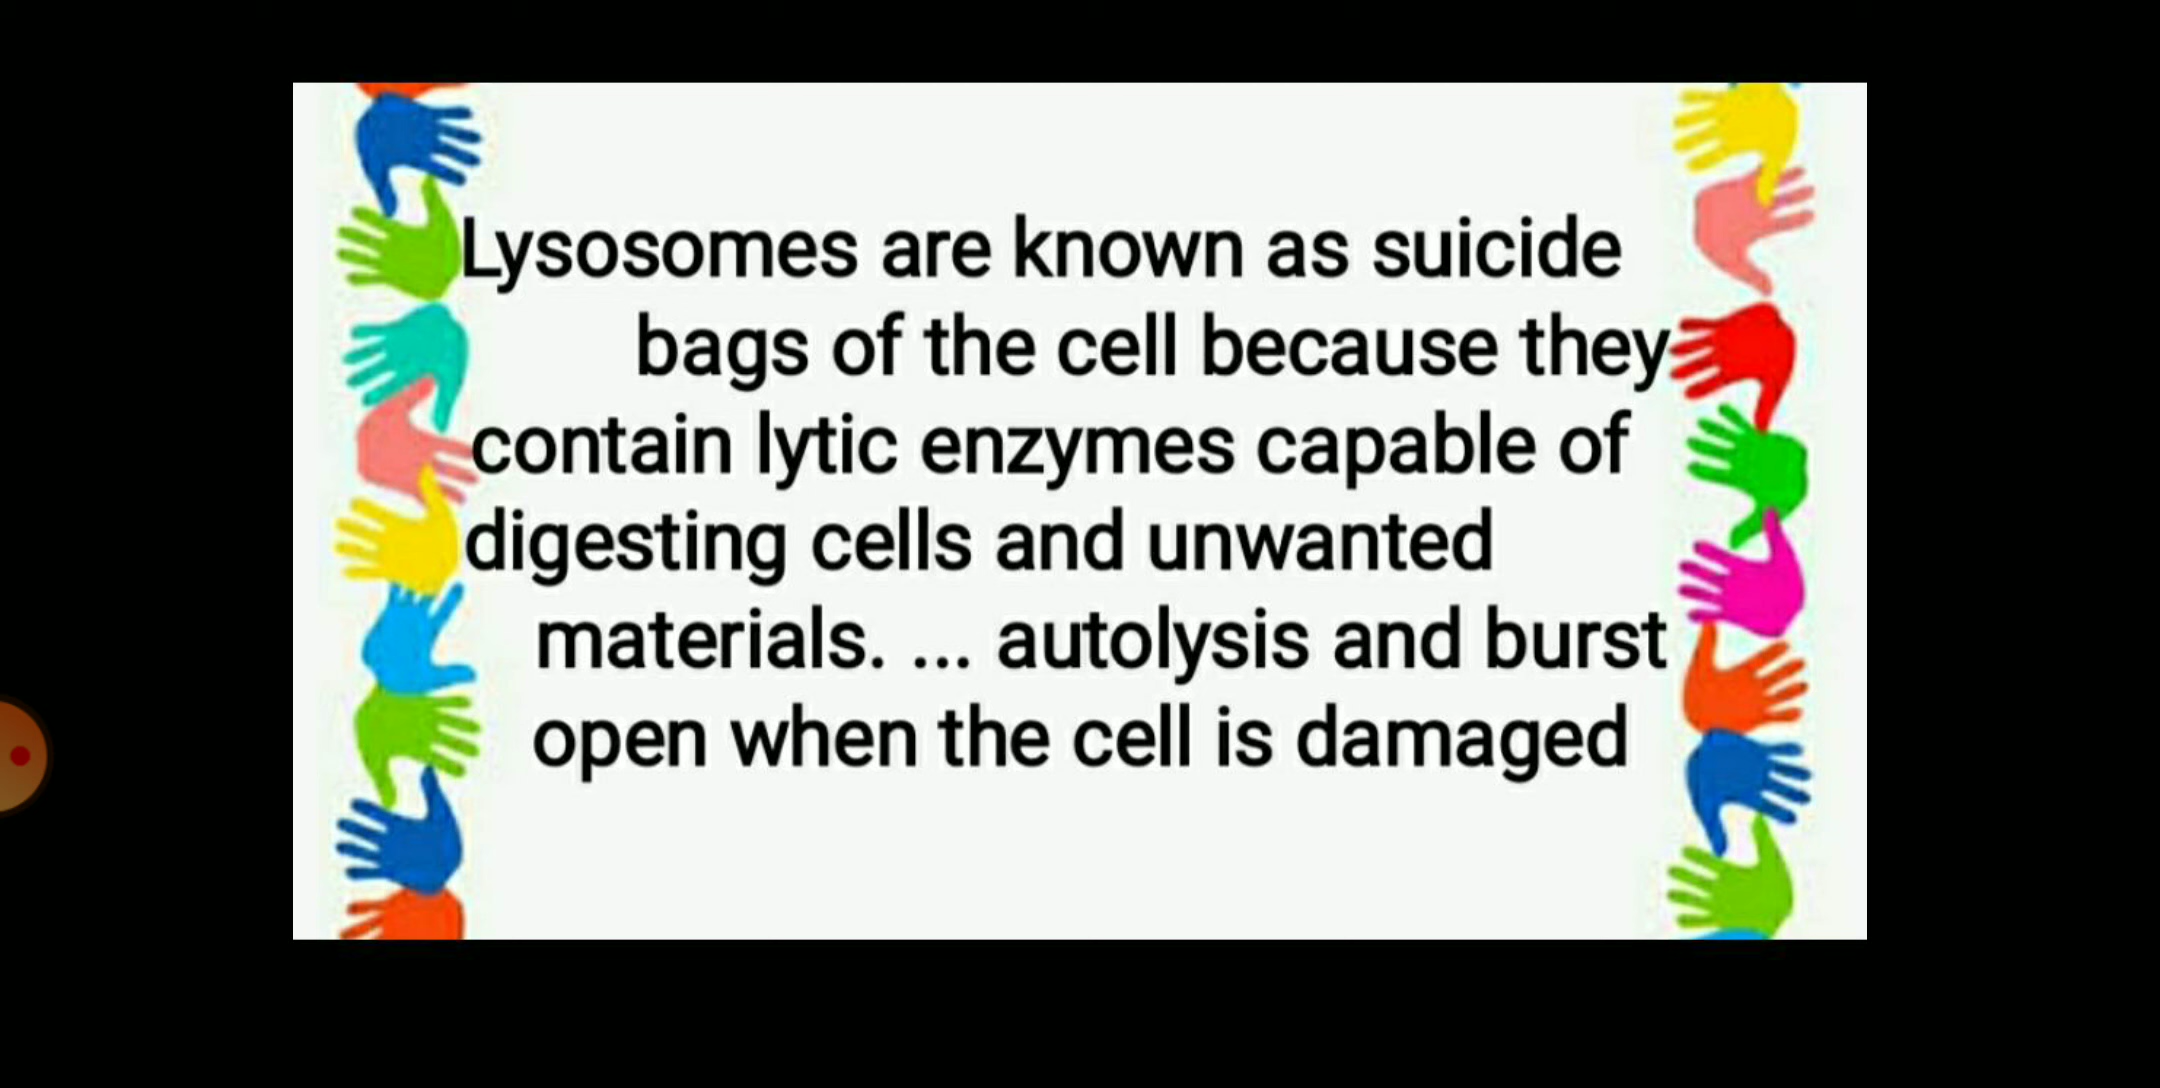 Lysosomes are known as suicide
bags of the cell because they
contain lytic enzymes capable of
digesting cells and unwanted
materials. ... autolysis and burst
open when the cell is damaged